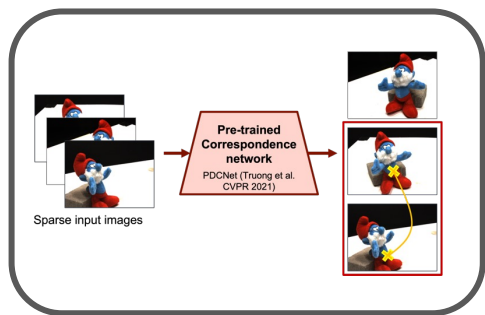 Pre-trained
Correspondence
network
PDCNet (Truong et al.
CVPR 2021)
Sparse input images